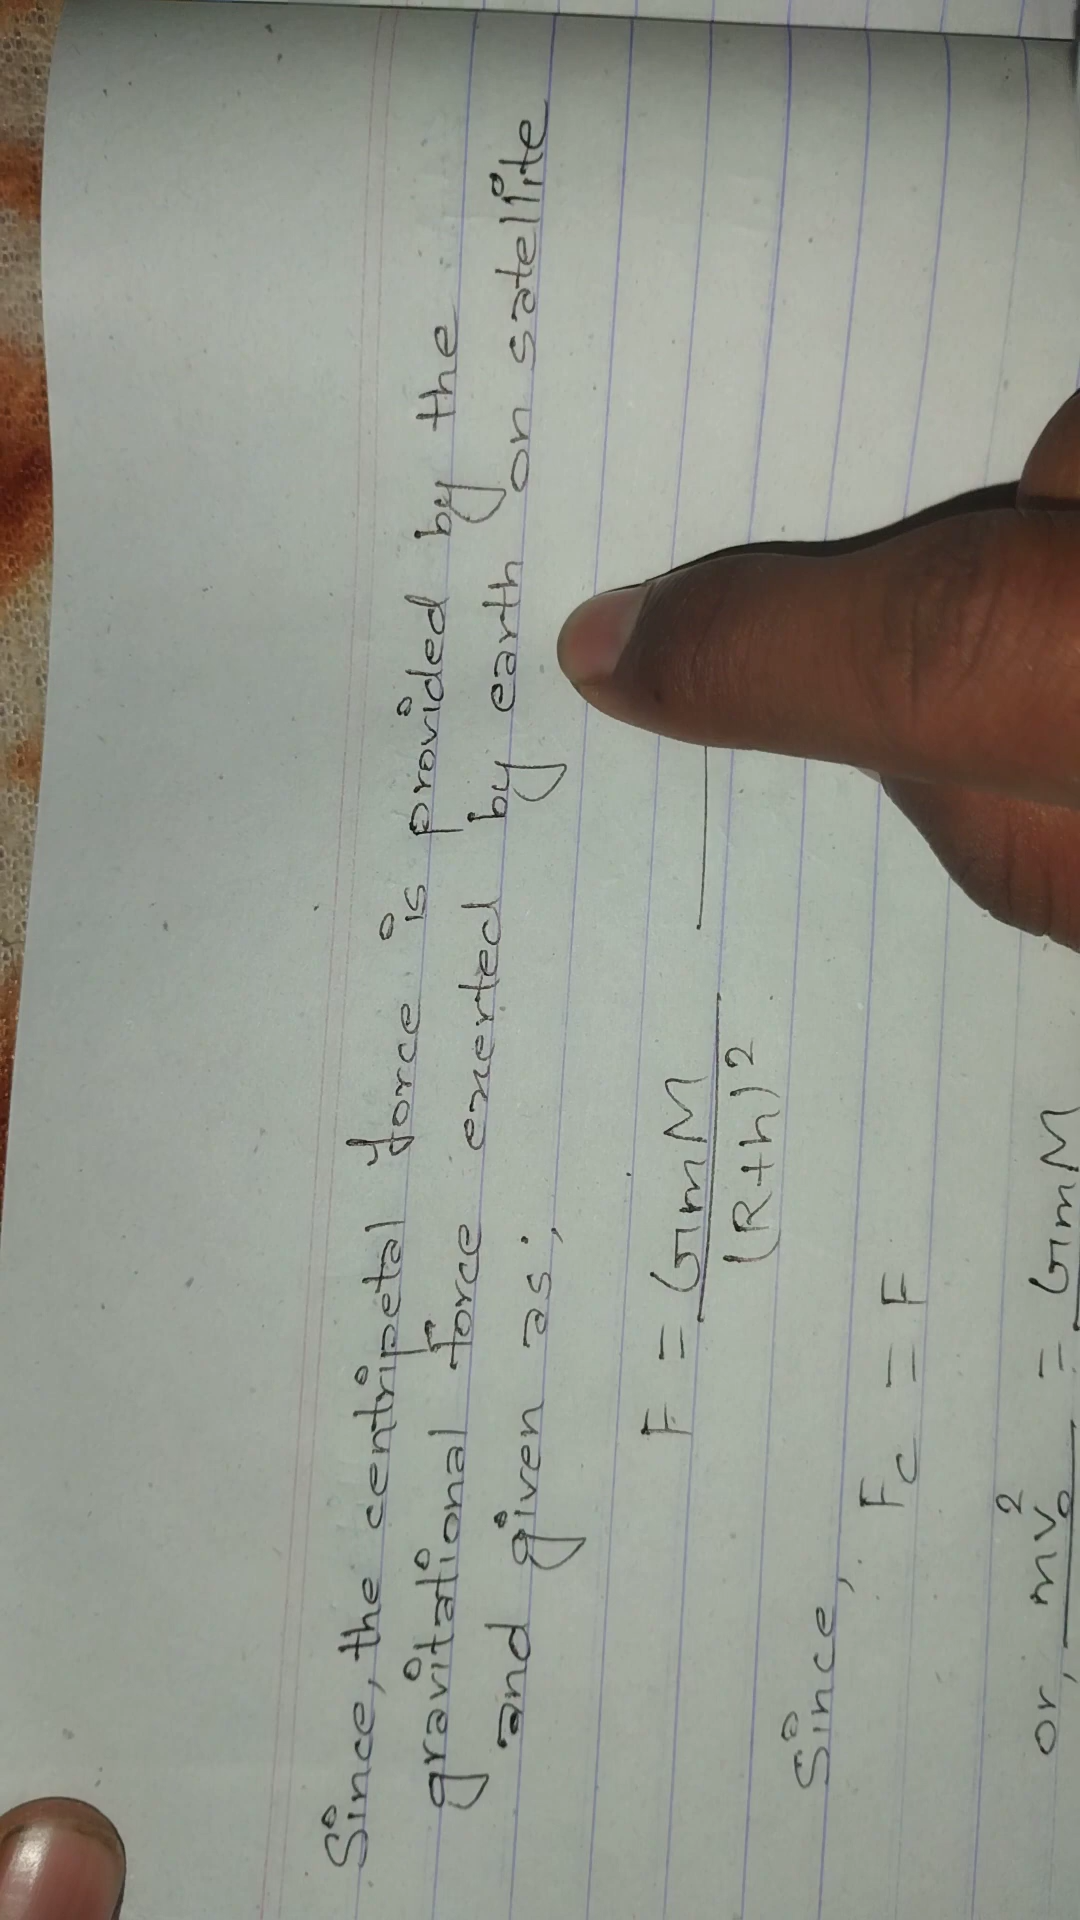 Since, the centripetal force is provided by the
gravitational force exerted by earth on satellite
and given as;
F = GmM / (R+h)²
Since,
Fc = F
or, mv₀² = GmM